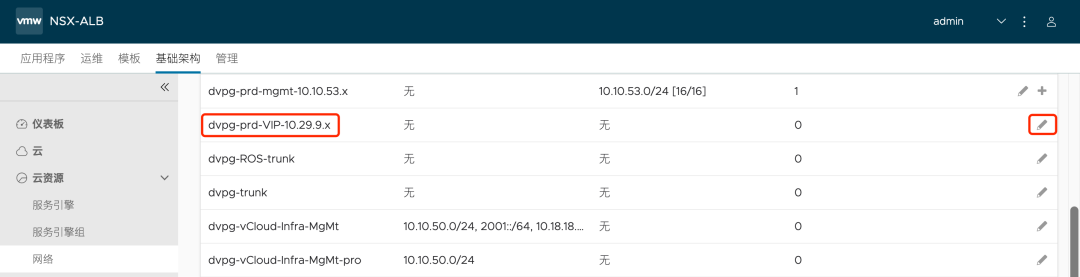 vmw NSX-ALB admin
应用程序 运维 模板 基础架构 管理
仪表板
云
云资源
服务引擎
服务引擎组
网络
dvpg-prd-mgmt-10.10.53.x 无 10.10.53.0/24 [16/16] 1
dvpg-prd-VIP-10.29.9.x 无 无 0
dvpg-ROS-trunk 无 无 0
dvpg-trunk 无 无 0
dvpg-vCloud-Infra-MgMt 10.10.50.0/24, 2001::/64, 10.18.18.... 无 0
dvpg-vCloud-Infra-MgMt-pro 10.10.50.0/24 无 0